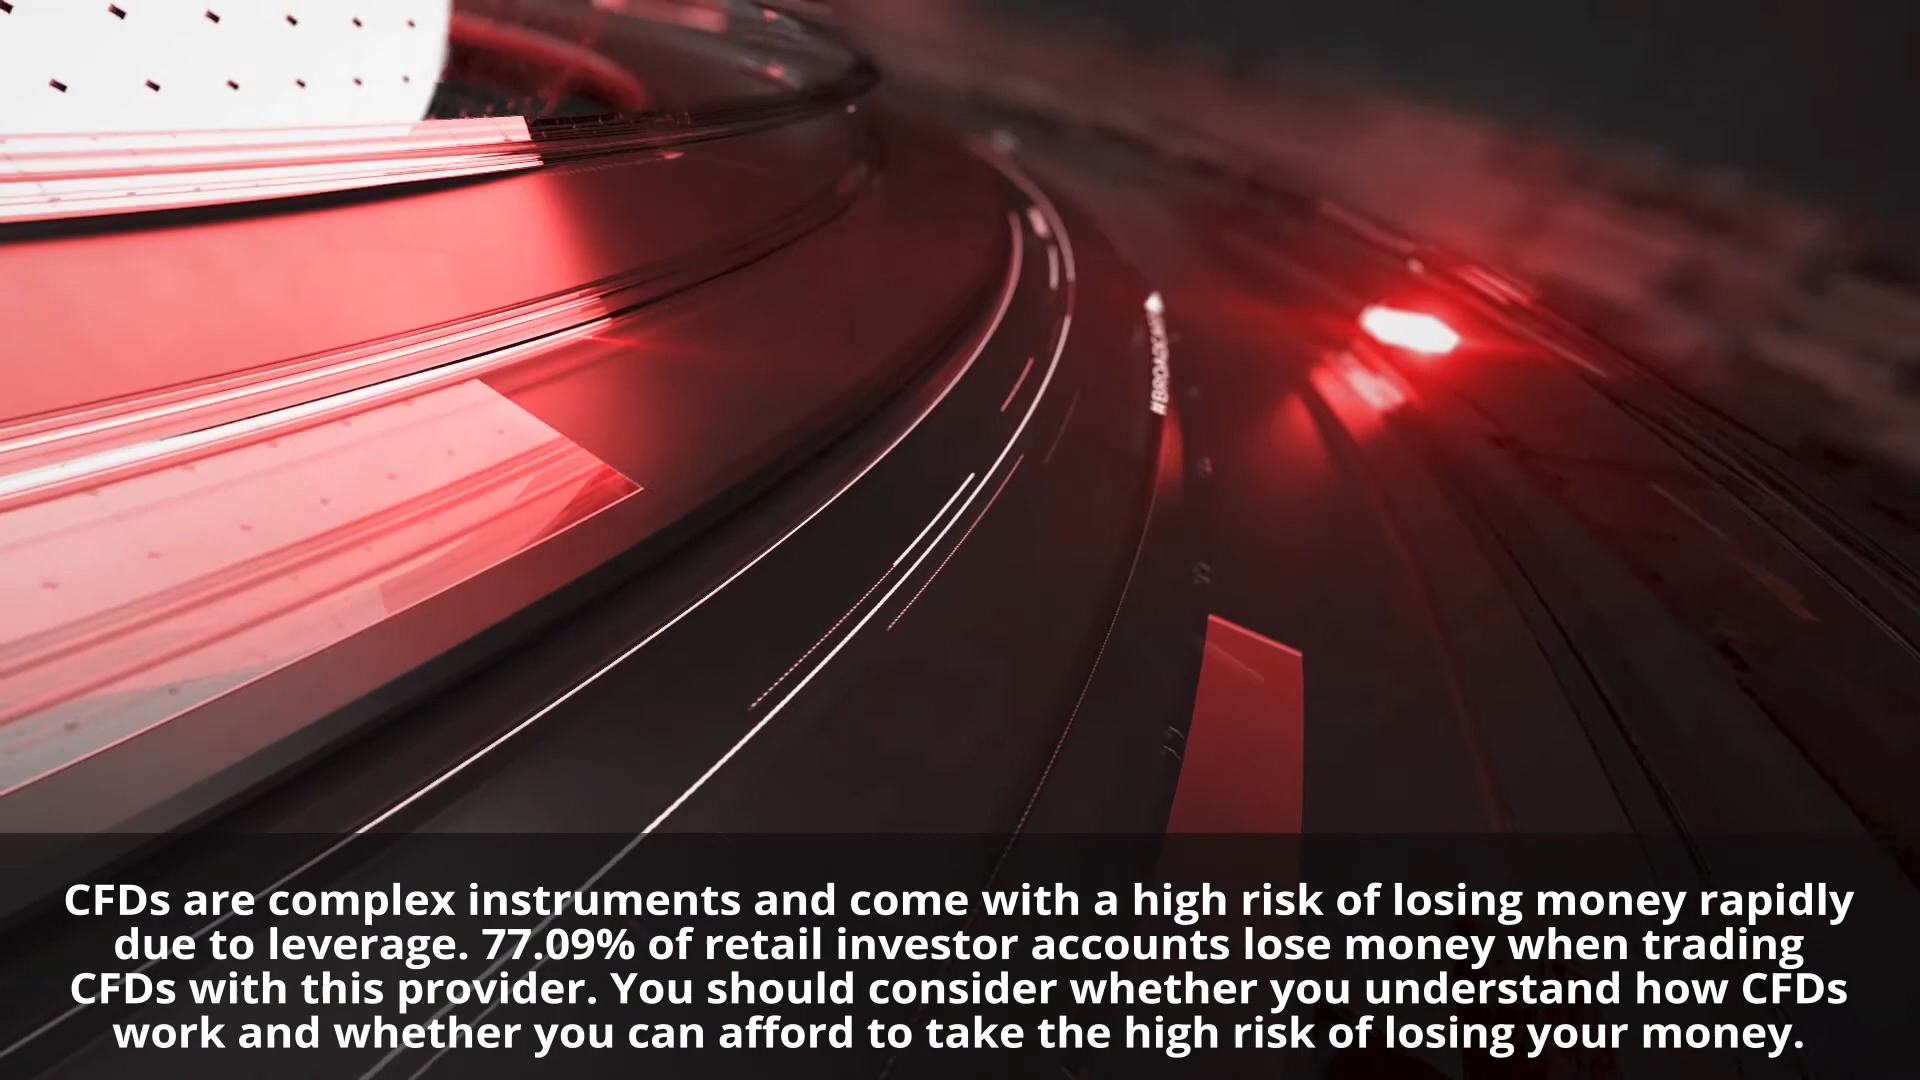 #BROADCAST
CFDs are complex instruments and come with a high risk of losing money rapidly
due to leverage. 77.09% of retail investor accounts lose money when trading
CFDs with this provider. You should consider whether you understand how CFDs
work and whether you can afford to take the high risk of losing your money.